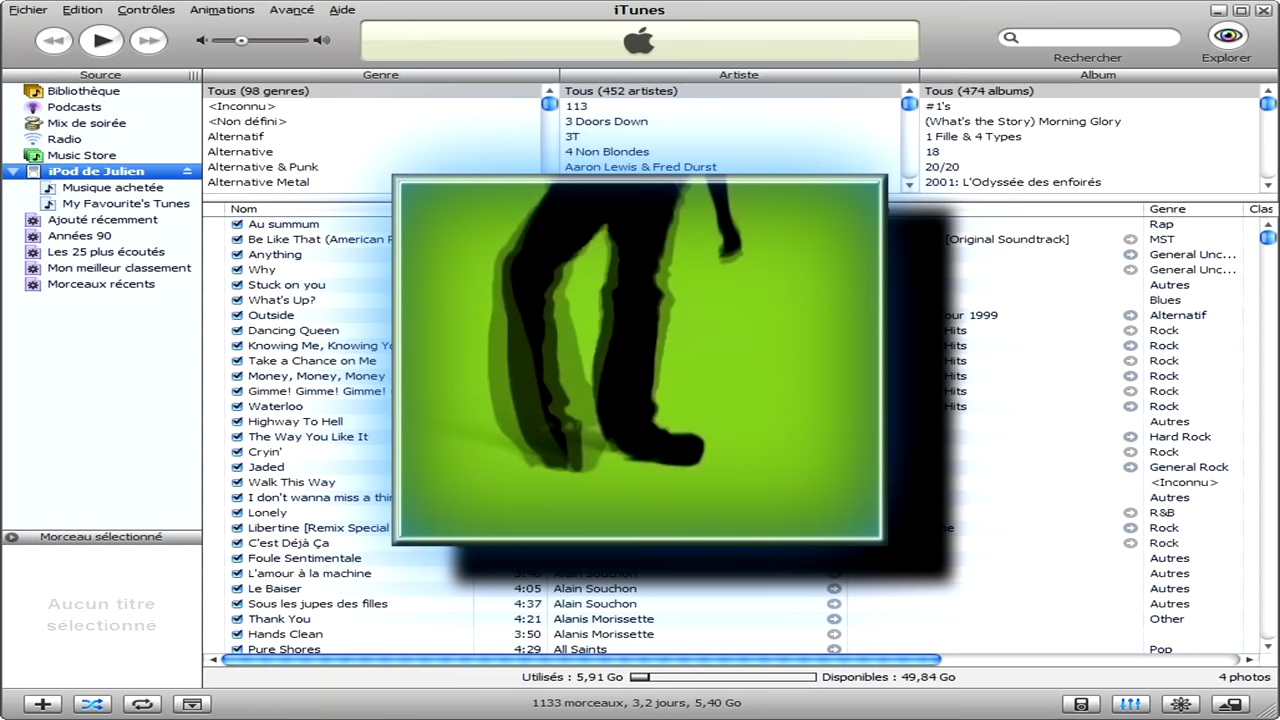 Fichier Edition Contrôles Animations Avancé Aide
iTunes
Rechercher
Explorer
Source
Genre
Artiste
Album
Bibliothèque
Podcasts
Mix de soirée
Radio
Music Store
iPod de Julien
Musique achetée
My Favourite's Tunes
Ajouté récemment
Années 90
Les 25 plus écoutés
Mon meilleur classement
Morceaux récents
Morceau sélectionné
Aucun titre
sélectionné
Tous (98 genres)
<Inconnu>
<Non défini>
Alternatif
Alternative
Alternative & Punk
Alternative Metal
Tous (452 artistes)
113
3 Doors Down
3T
4 Non Blondes
Aaron Lewis & Fred Durst
Tous (474 albums)
#1's
(What's the Story) Morning Glory
1 Fille & 4 Types
18
20/20
2001: L'Odyssée des enfoirés
Nom Genre Clas
Au summum Rap
Be Like That (American [Original Soundtrack] MST
Anything General Unc...
Why General Unc...
Stuck on you Autres
What's Up? Blues
Outside our 1999 Alternatif
Dancing Queen Hits Rock
Knowing Me, Knowing Hits Rock
Take a Chance on Me Hits Rock
Money, Money, Money Hits Rock
Gimme! Gimme! Gimme! Hits Rock
Waterloo Hits Rock
Highway To Hell Autres
The Way You Like It Hard Rock
Cryin' Rock
Jaded General Rock
Walk This Way <Inconnu>
I don't wanna miss a Autres
Lonely R&B
Libertine [Remix Special Rock
C'est Déjà Ça Rock
Foule Sentimentale Autres
L'amour à la machine Alain Souchon Autres
Le Baiser 4:05 Alain Souchon Autres
Sous les jupes des filles 4:37 Alain Souchon Autres
Thank You 4:21 Alanis Morissette Other
Hands Clean 3:50 Alanis Morissette
Pure Shores 4:29 All Saints Pop
Utilisés : 5,91 Go Disponibles : 49,84 Go 4 photos
1133 morceaux, 3,2 jours, 5,40 Go